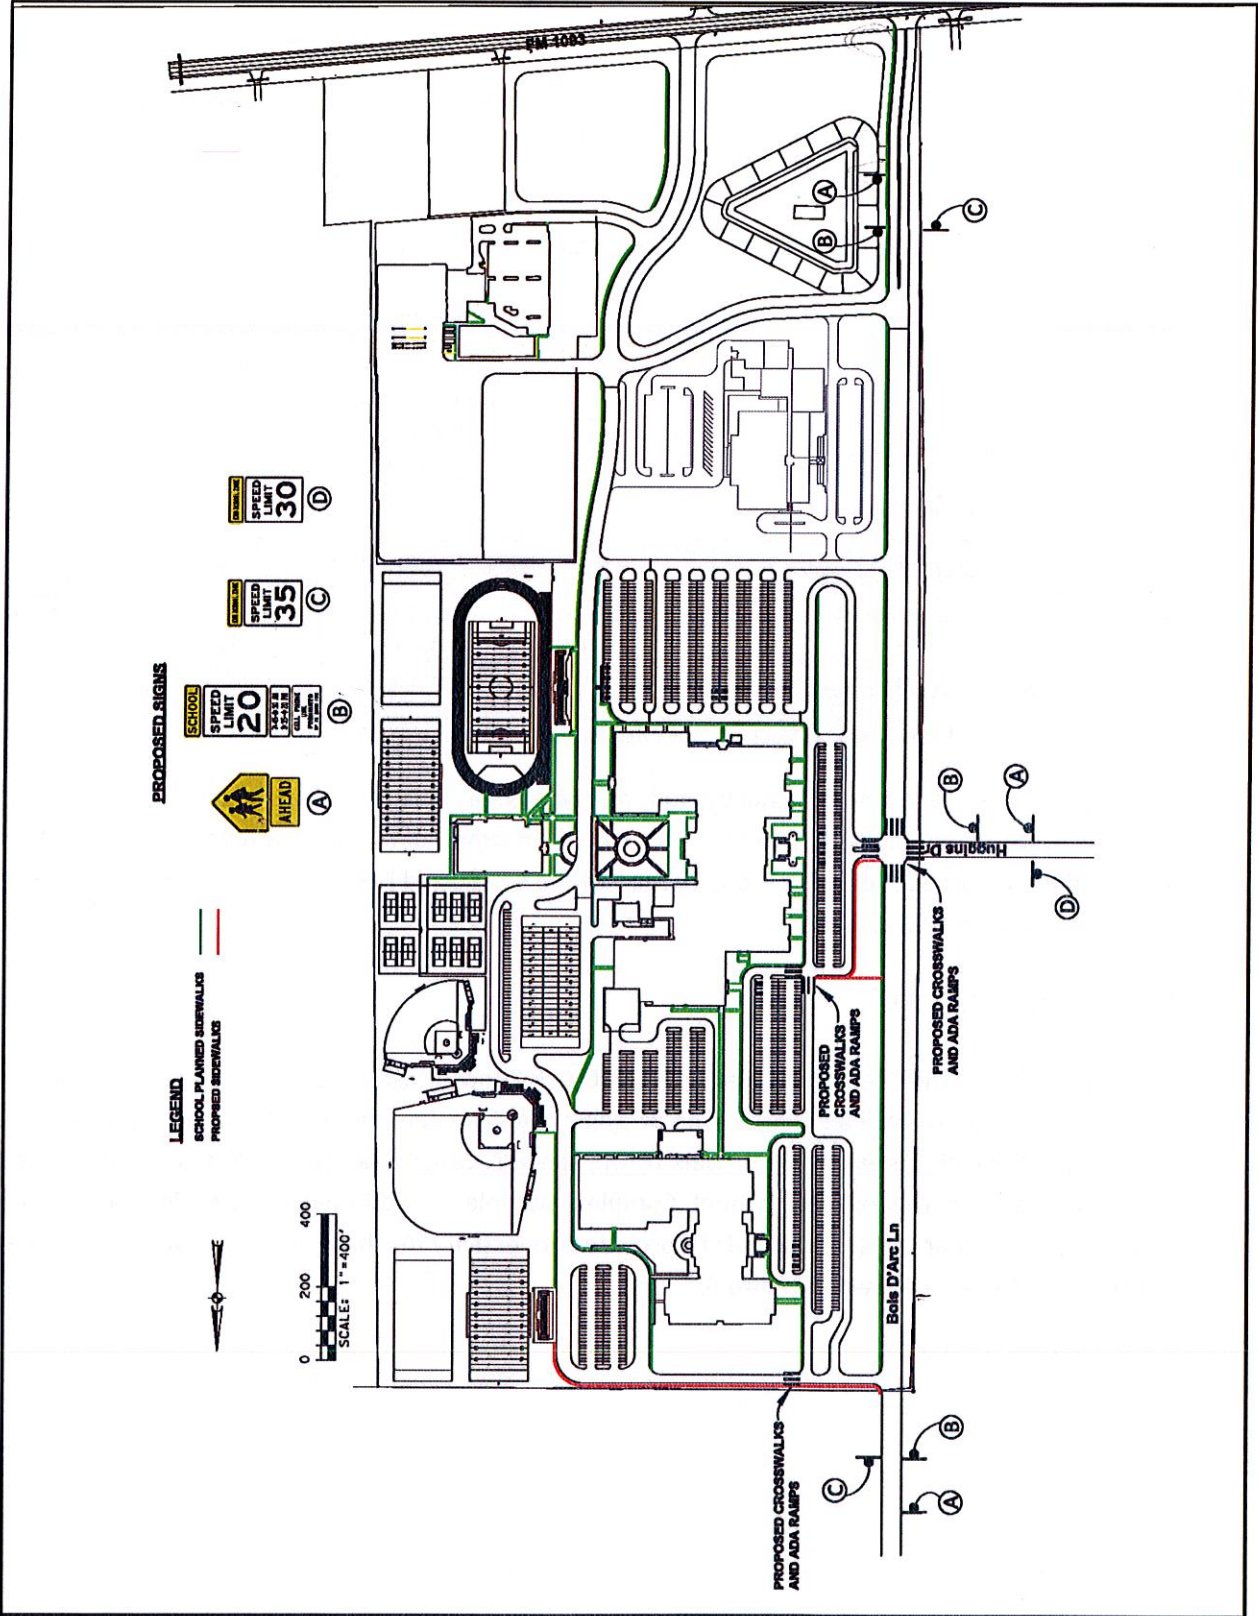 FM 1093
PROPOSED SIGNS
SCHOOL
SPEED
LIMIT
20
AHEAD
A
B
SPEED
LIMIT
35
C
SPEED
LIMIT
30
D
LEGEND
SCHOOL PLANNED SIDEWALKS
PROPOSED SIDEWALKS
0 200 400
SCALE: 1"=400'
A
B
C
B
A
Huggins Dr
D
PROPOSED CROSSWALKS
AND ADA RAMPS
PROPOSED
CROSSWALKS
AND ADA RAMPS
Bois D'Arc Ln
PROPOSED CROSSWALKS
AND ADA RAMPS
C
B
A